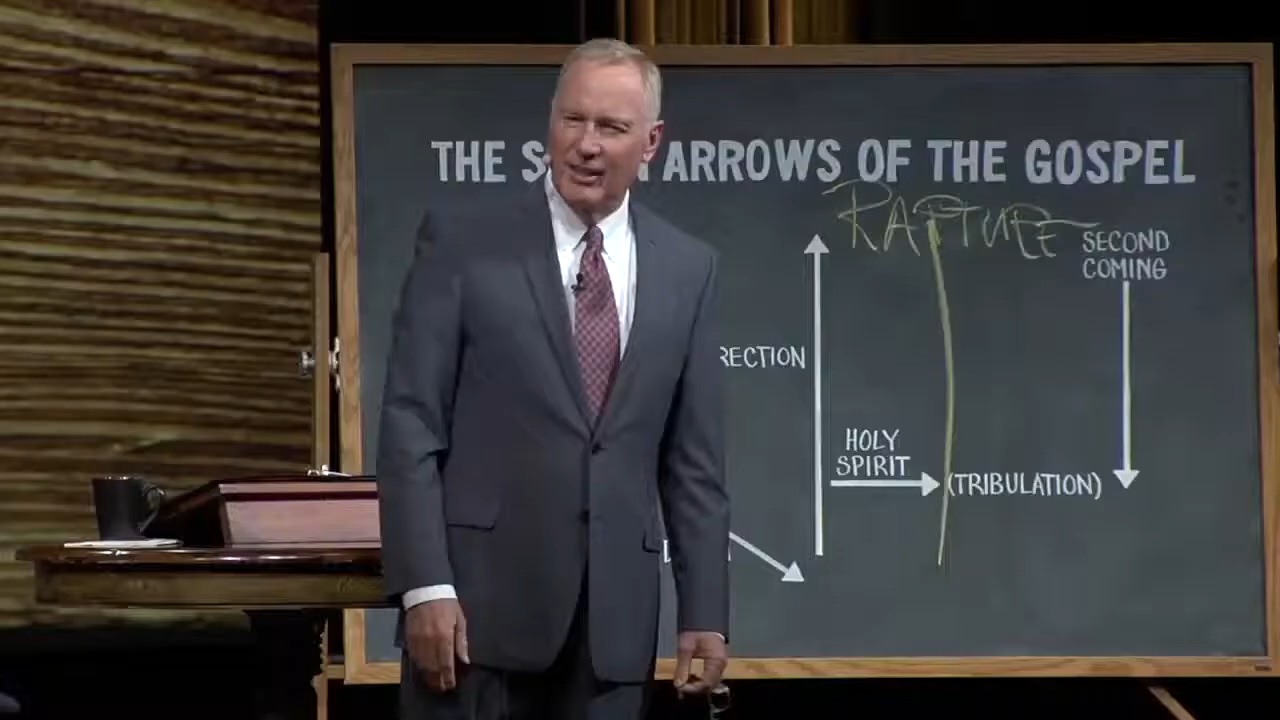 THE S ARROWS OF THE GOSPEL
RAPTURE
SECOND
COMING
RECTION
HOLY
SPIRIT
(TRIBULATION)